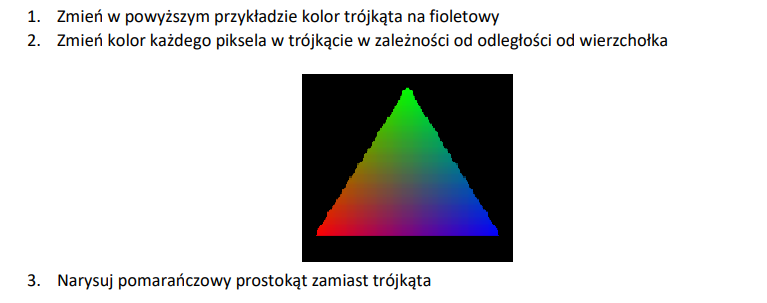 1. Zmień w powyższym przykładzie kolor trójkąta na fioletowy
2. Zmień kolor każdego piksela w trójkącie w zależności od odległości od wierzchołka
3. Narysuj pomarańczowy prostokąt zamiast trójkąta